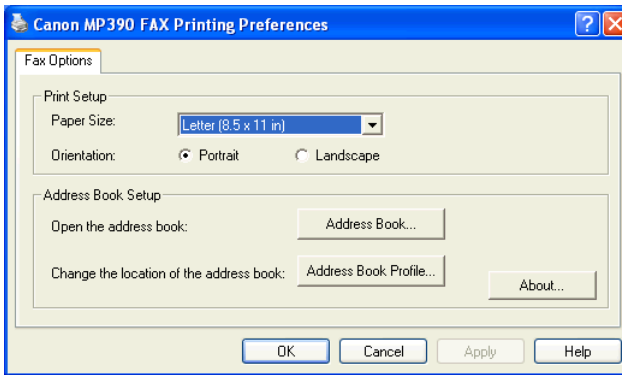 Canon MP390 FAX Printing Preferences
Fax Options
Print Setup
Paper Size: Letter (8.5 x 11 in)
Orientation: Portrait Landscape
Address Book Setup
Open the address book: Address Book...
Change the location of the address book: Address Book Profile...
About...
OK Cancel Apply Help